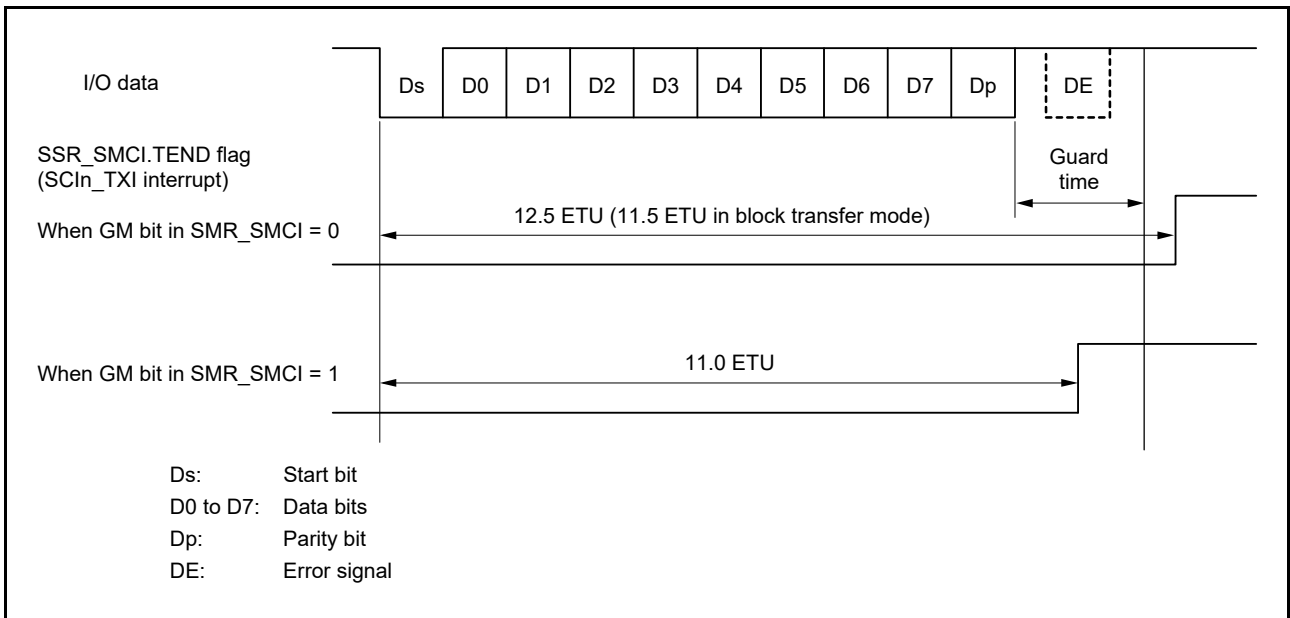 I/O data
Ds D0 D1 D2 D3 D4 D5 D6 D7 Dp DE
SSR_SMCI.TEND flag
(SCIn_TXI interrupt)
Guard
time
When GM bit in SMR_SMCI = 0
12.5 ETU (11.5 ETU in block transfer mode)
When GM bit in SMR_SMCI = 1
11.0 ETU
Ds: Start bit
D0 to D7: Data bits
Dp: Parity bit
DE: Error signal